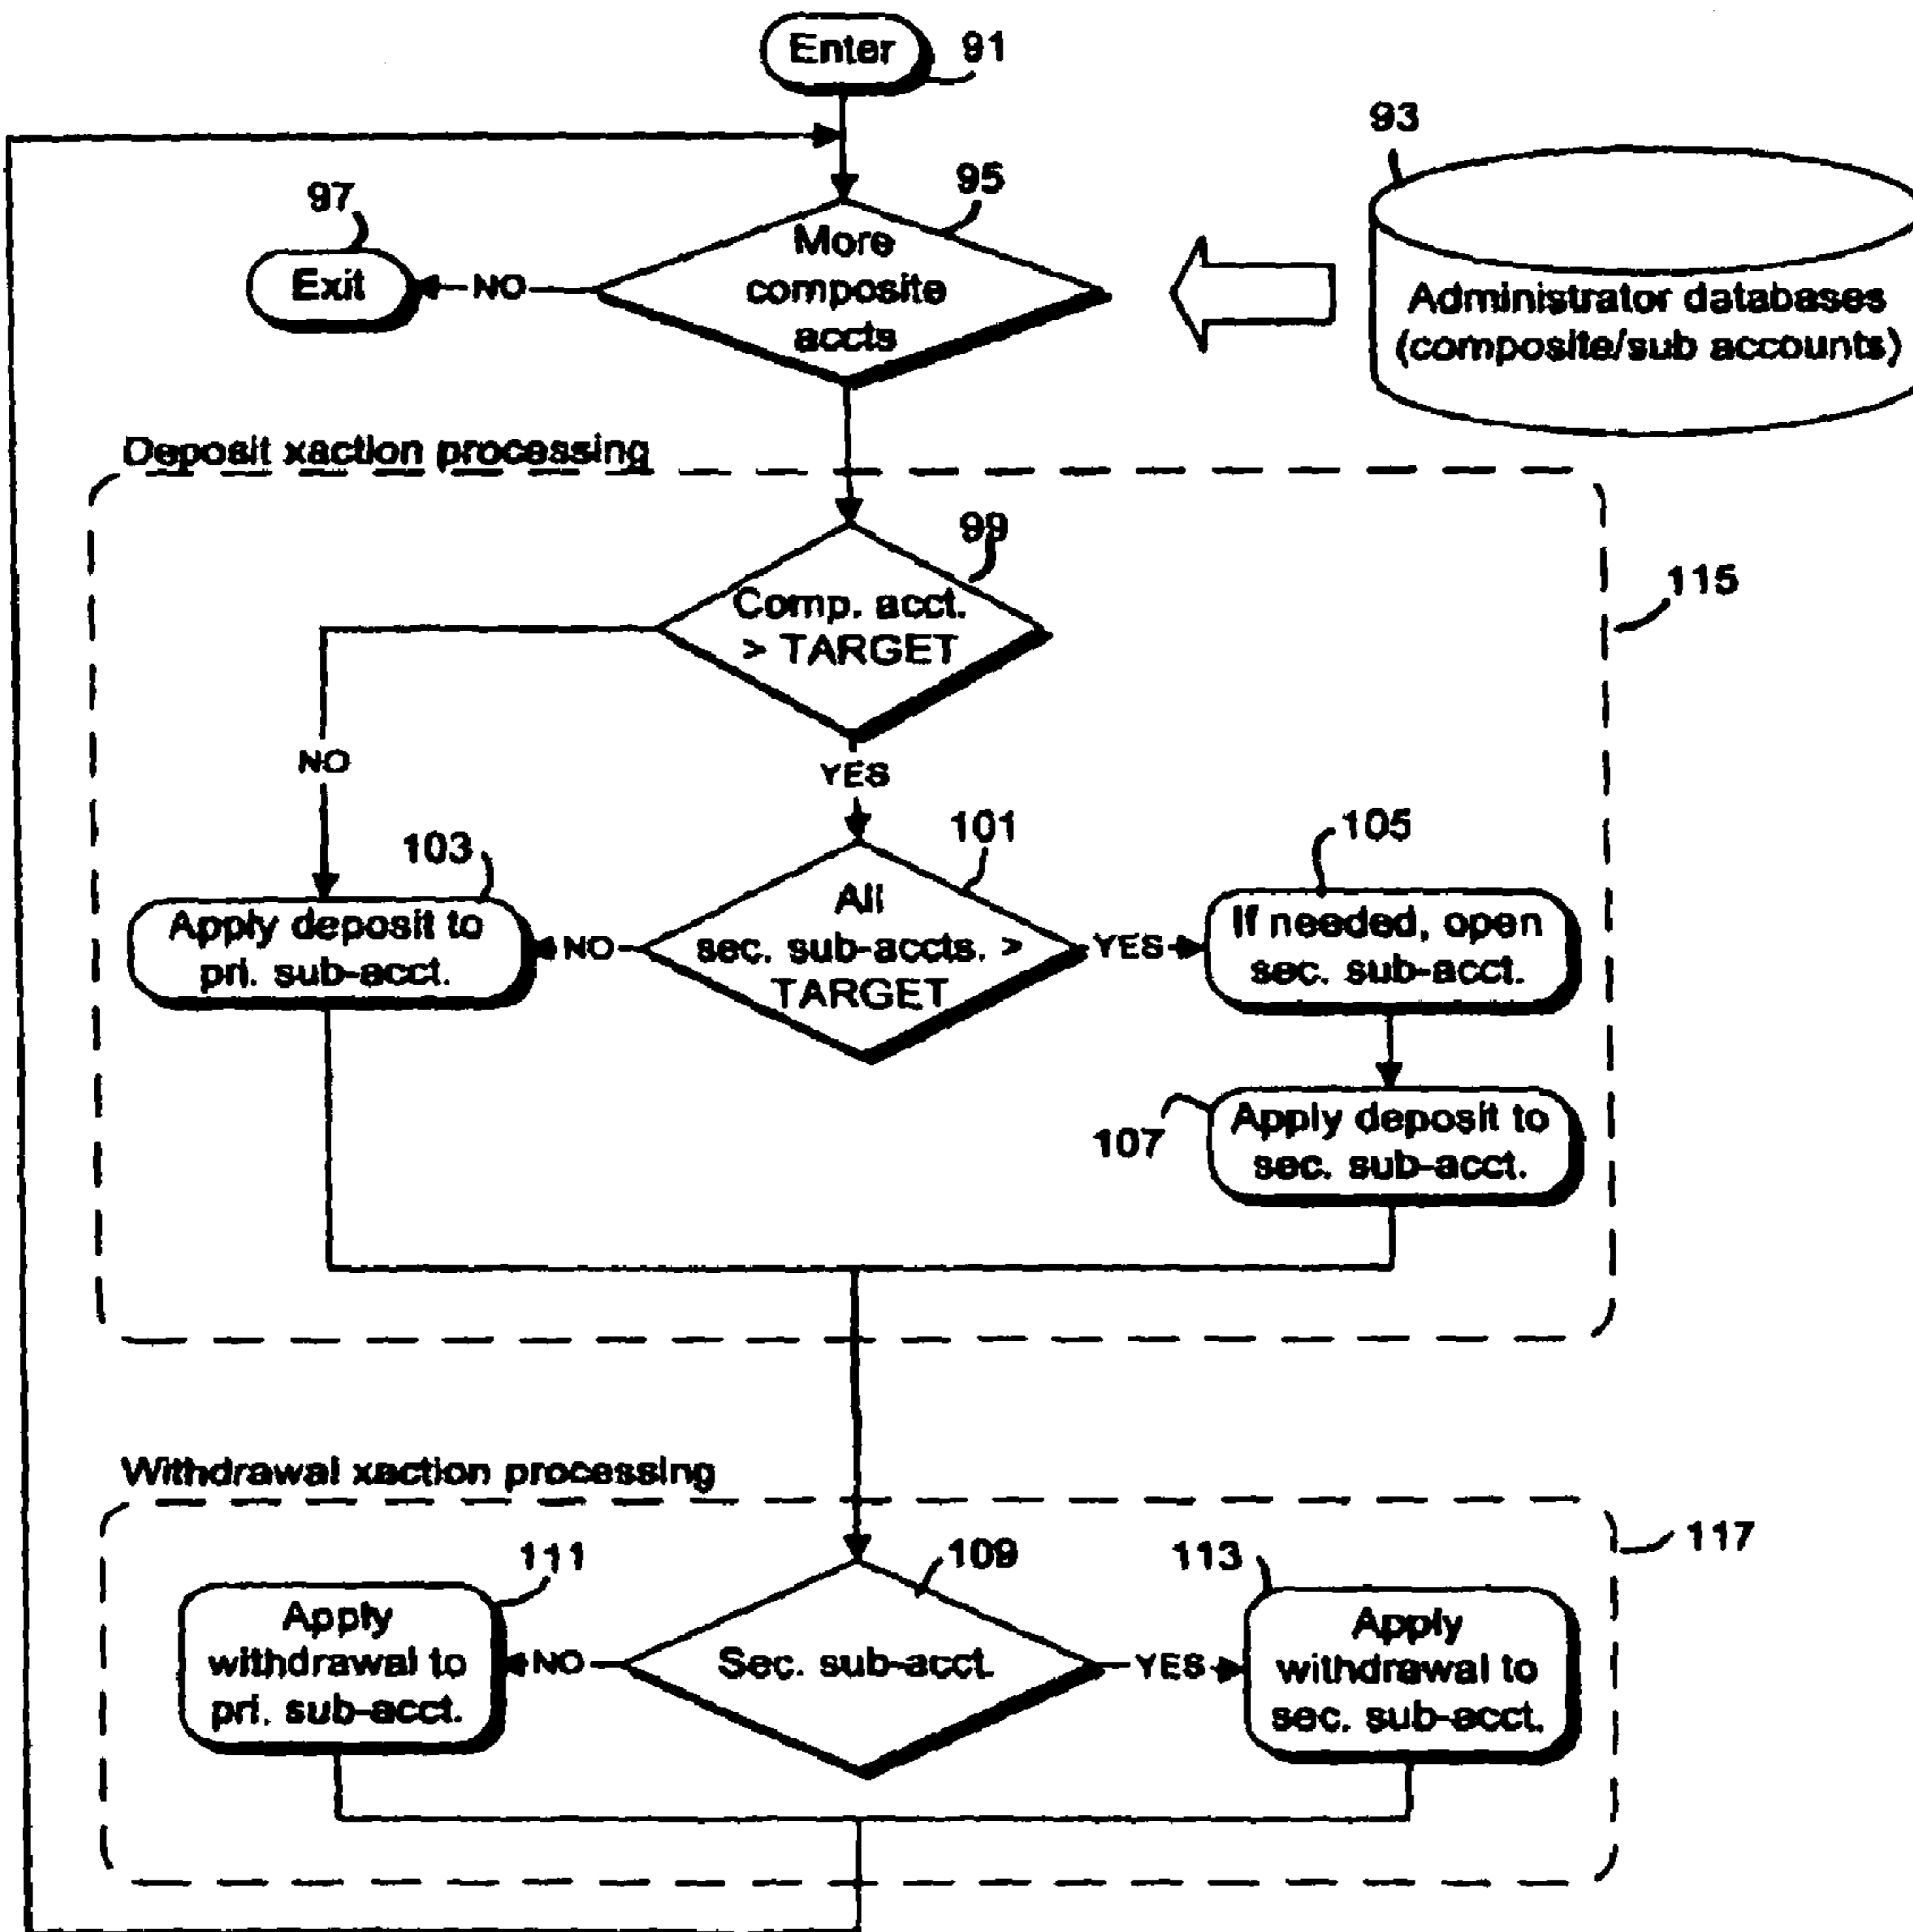 Enter
91
93
97
95
Exit
NO
More
composite
accts
Administrator databases
(composite/sub accounts)
Deposit xaction processing
99
115
Comp. acct.
> TARGET
NO
YES
103
101
105
Apply deposit to
pri. sub-acct.
NO
All
sec. sub-accts. >
TARGET
YES
If needed, open
sec. sub-acct.
107
Apply deposit to
sec. sub-acct.
Withdrawal xaction processing
111
109
113
117
Apply
withdrawal to
pri. sub-acct.
NO
Sec. sub-acct.
YES
Apply
withdrawal to
sec. sub-acct.